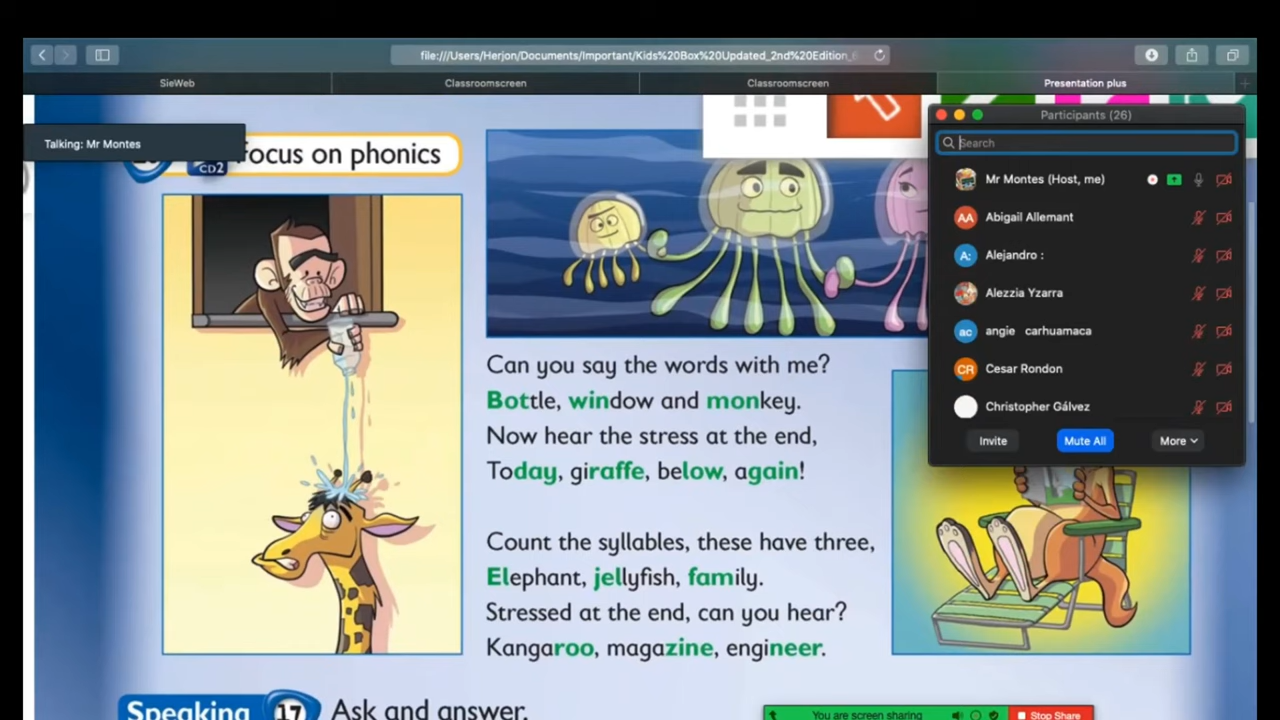 file:///Users/Herjon/Documents/Important/Kids%20Box%20Updated_2nd%20Edition_
SieWeb
Classroomscreen
Classroomscreen
Presentation plus
Talking: Mr Montes
CD2
focus on phonics
Participants (26)
Search
Mr Montes (Host, me)
AA Abigail Allemant
A: Alejandro :
Alezzia Yzarra
ac angie carhuamaca
CR Cesar Rondon
Christopher Gálvez
Invite
Mute All
More
Can you say the words with me?
Bottle, window and monkey.
Now hear the stress at the end,
Today, giraffe, below, again!
Count the syllables, these have three,
Elephant, jellyfish, family.
Stressed at the end, can you hear?
Kangaroo, magazine, engineer.
Speaking 17 Ask and answer.
You are screen sharing
Stop Share